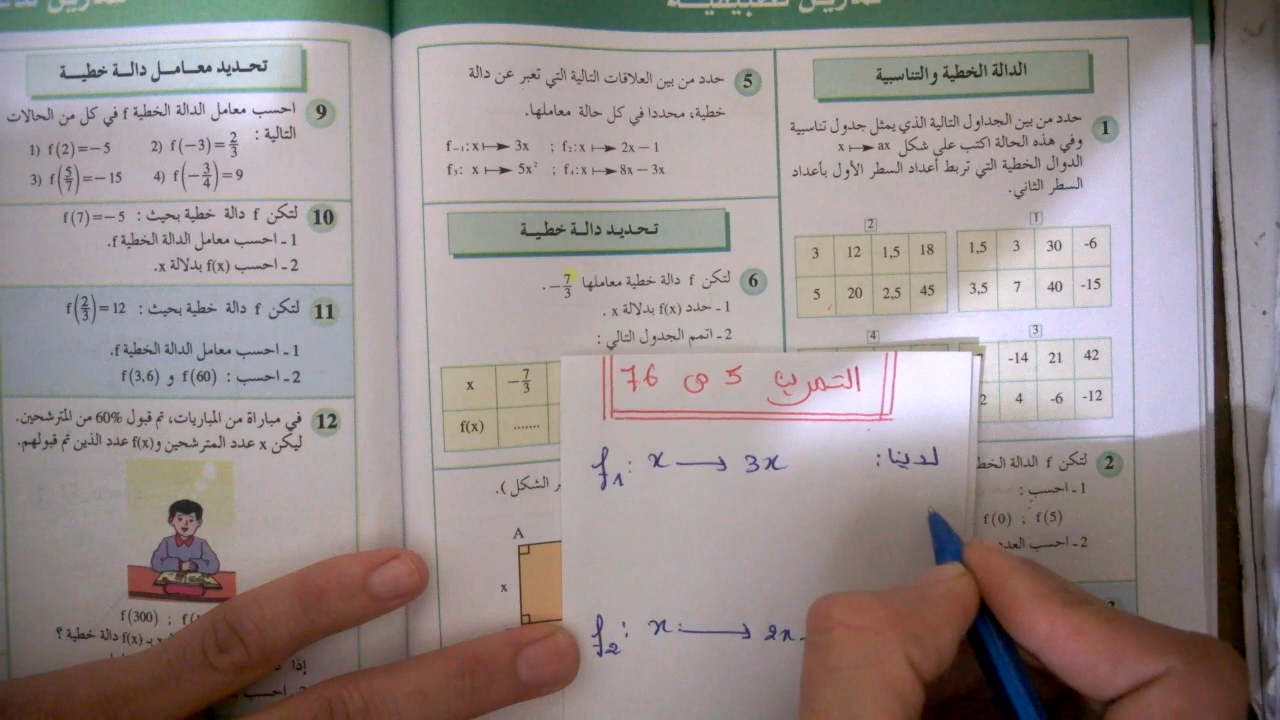 الدالة الخطية والتناسبية
1 حدد من بين الجداول التالية الذي يمثل جدول تناسبية
وفي هذه الحالة اكتب على شكل x ⟼ ax
الدوال الخطية التي تربط أعداد السطر الأول بأعداد
السطر الثاني.
1
1,5 3 30 -6
3,5 7 40 -15
2
3 12 1,5 18
5 20 2,5 45
3
-14 21 42
4 -6 -12
4
2 لتكن f الدالة الخط
1 ـ احسب :
f(0) ; f(5)
2 ـ احسب العدد
5 حدد من بين العلاقات التالية التي تعبر عن دالة
خطية، محددا في كل حالة معاملها.
f₋₁: x ⟼ 3x ; f₂: x ⟼ 2x − 1
f₃: x ⟼ 5x² ; f₄: x ⟼ 8x − 3x
تحديد دالة خطية
6 لتكن f دالة خطية معاملها −7/3.
1 ـ حدد f(x) بدلالة x .
2 ـ اتمم الجدول التالي :
x −7/3
f(x) .......
ر الشكل ).
A
x
التمرين 5 ص 76
لدينا: f₁: x ⟶ 3x
f₂: x ⟶ 2x-
تحديد معامل دالة خطية
9 احسب معامل الدالة الخطية f في كل من الحالات
التالية :
1) f(2)=−5 2) f(−3)=2/3
3) f(5/7)=−15 4) f(−3/4)=9
10 لتكن f دالة خطية بحيث : f(7)=−5
1 ـ احسب معامل الدالة الخطية f.
2 ـ احسب f(x) بدلالة x.
11 لتكن f دالة خطية بحيث : f(2/3)=12
1 ـ احسب معامل الدالة الخطية f.
2 ـ احسب : f(60) و f(3,6)
12 في مباراة من المباريات، تم قبول 60% من المترشحين.
ليكن x عدد المترشحين و f(x) عدد الذين تم قبولهم.
f(300) ; f(
f(x) دالة خطية ؟
إذا